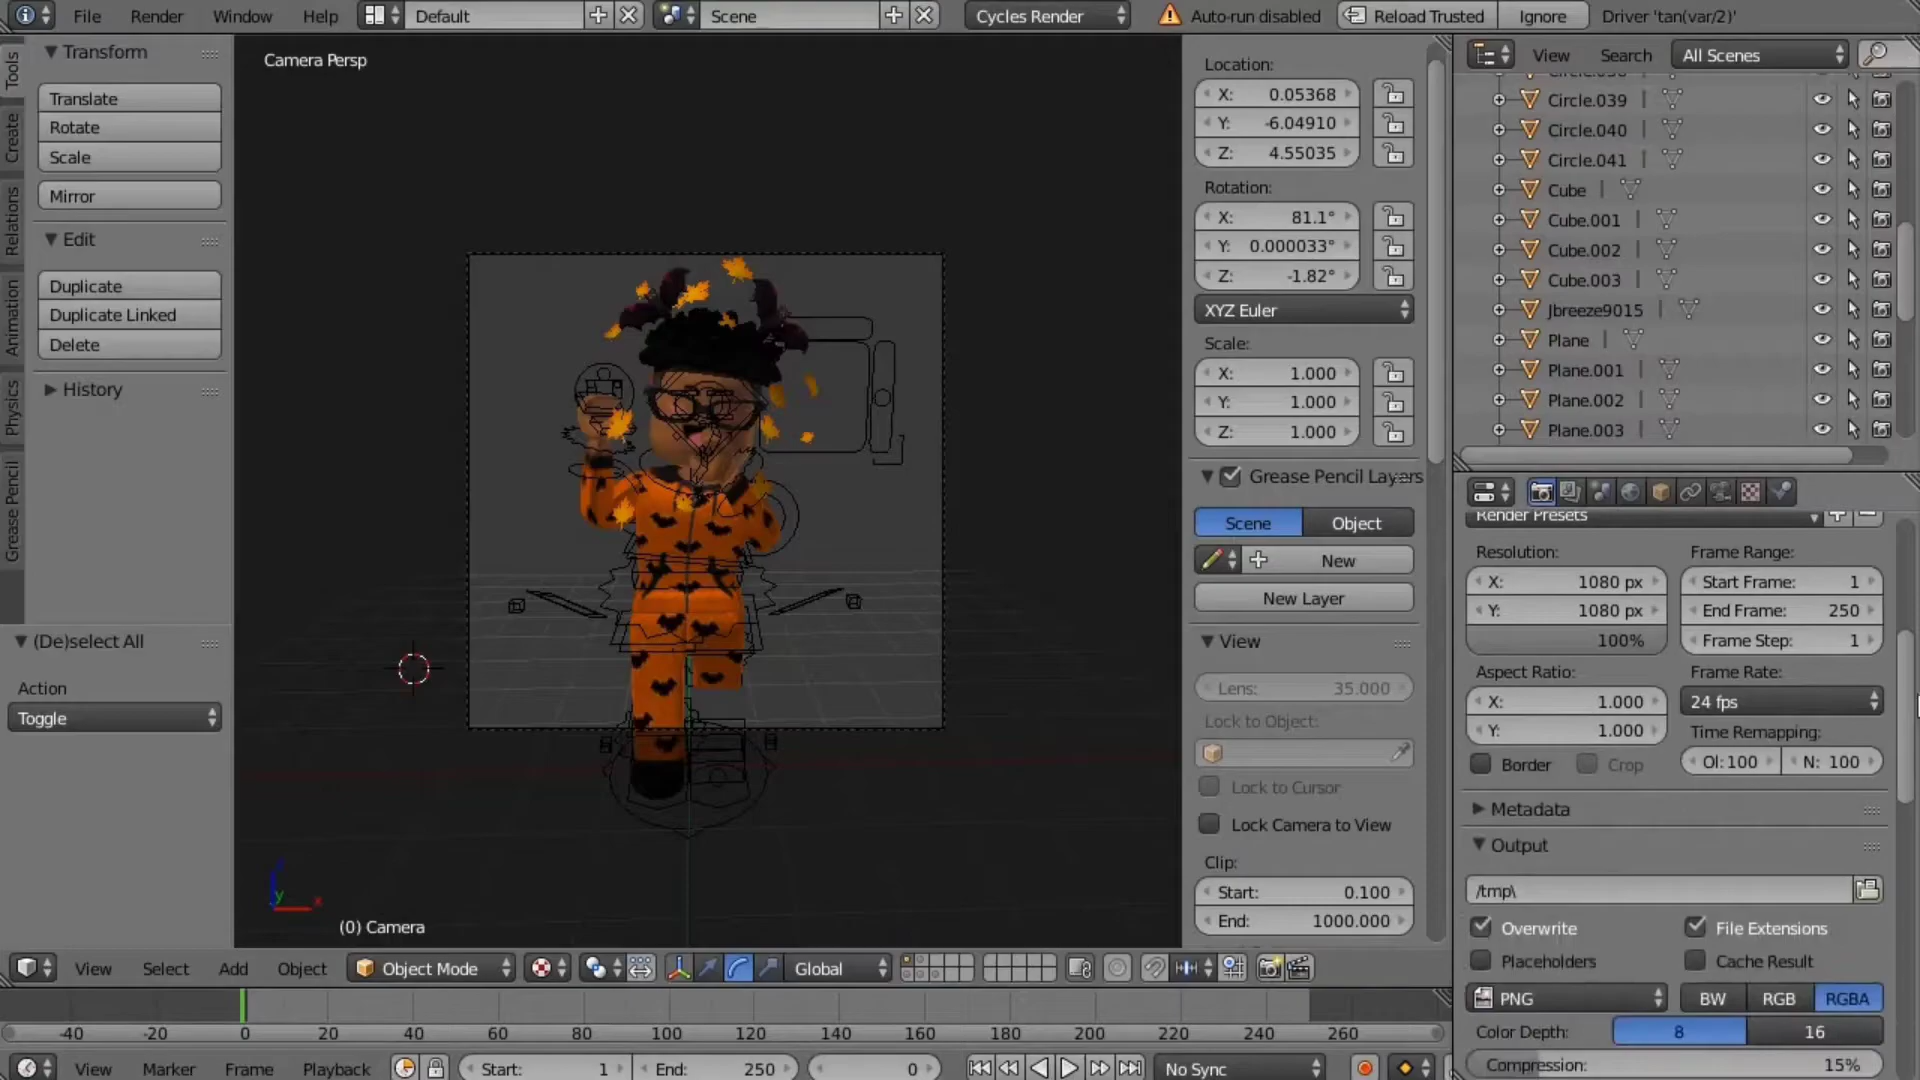 File Render Window Help Default Scene Cycles Render Auto-run disabled Reload Trusted Ignore Driver 'tan(var/2)'
Tools
Create
Relations
Animation
Physics
Grease Pencil
Transform
Translate
Rotate
Scale
Mirror
Edit
Duplicate
Duplicate Linked
Delete
History
(De)select All
Action
Toggle
Camera Persp
(0) Camera
Location:
X: 0.05368
Y: -6.04910
Z: 4.55035
Rotation:
X: 81.1°
Y: 0.000033°
Z: -1.82°
XYZ Euler
Scale:
X: 1.000
Y: 1.000
Z: 1.000
Grease Pencil Layers
Scene Object
New
New Layer
View
Lens: 35.000
Lock to Object:
Lock to Cursor
Lock Camera to View
Clip:
Start: 0.100
End: 1000.000
View Search All Scenes
Circle.039
Circle.040
Circle.041
Cube
Cube.001
Cube.002
Cube.003
Jbreeze9015
Plane
Plane.001
Plane.002
Plane.003
Render Presets
Resolution: Frame Range:
X: 1080 px Start Frame: 1
Y: 1080 px End Frame: 250
100% Frame Step: 1
Aspect Ratio: Frame Rate:
X: 1.000 24 fps
Y: 1.000 Time Remapping:
Border Crop Ol: 100 N: 100
Metadata
Output
/tmp\
Overwrite File Extensions
Placeholders Cache Result
PNG BW RGB RGBA
Color Depth: 8 16
Compression: 15%
View Select Add Object Object Mode Global
-40 -20 0 20 40 60 80 100 120 140 160 180 200 220 240 260
View Marker Frame Playback Start: 1 End: 250 0 No Sync